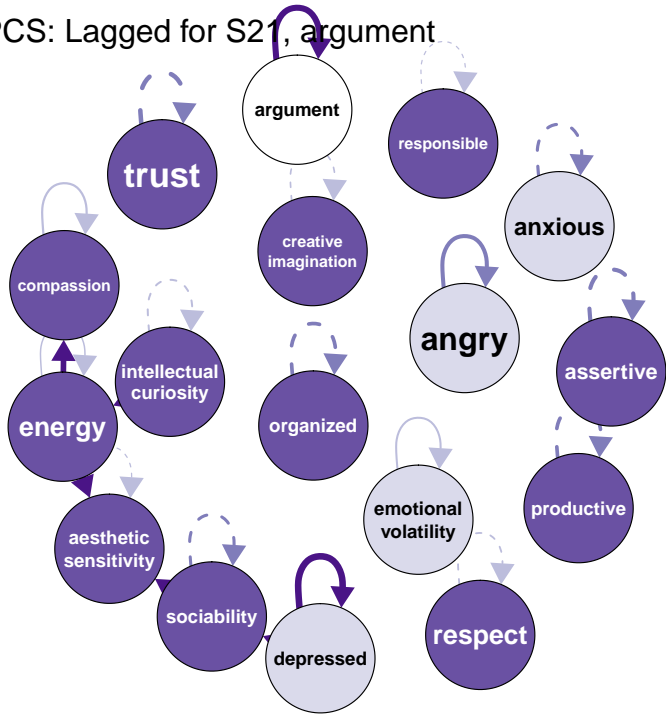 PCS: Lagged for S21, argument
argument
responsible
trust
anxious
creative
imagination
compassion
angry
intellectual
curiosity
assertive
energy
organized
emotional
volatility
productive
aesthetic
sensitivity
sociability
respect
depressed